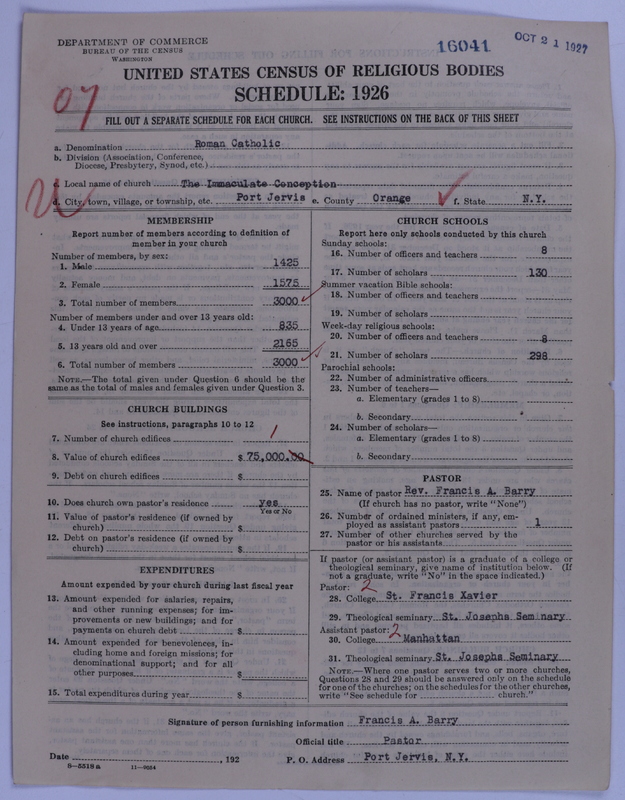 DEPARTMENT OF COMMERCE
BUREAU OF THE CENSUS
WASHINGTON
16041
OCT 21 1927
UNITED STATES CENSUS OF RELIGIOUS BODIES
SCHEDULE: 1926
07
FILL OUT A SEPARATE SCHEDULE FOR EACH CHURCH. SEE INSTRUCTIONS ON THE BACK OF THIS SHEET
a. Denomination Roman Catholic
b. Division (Association, Conference,
Diocese, Presbytery, Synod, etc.)
c. Local name of church The Immaculate Conception
d. City, town, village, or township, etc. Port Jervis e. County Orange f. State N.Y.
MEMBERSHIP
Report number of members according to definition of
member in your church
Number of members, by sex:
1. Male 1425
2. Female 1575
3. Total number of members 3000
Number of members under and over 13 years old:
4. Under 13 years of age 835
5. 13 years old and over 2165
6. Total number of members 3000
NOTE.—The total given under Question 6 should be the
same as the total of males and females given under Question 3.
CHURCH BUILDINGS
See instructions, paragraphs 10 to 12
7. Number of church edifices 1
8. Value of church edifices $ 75,000.00
9. Debt on church edifices $
10. Does church own pastor's residence yes
Yes or No
11. Value of pastor's residence (if owned by
church) $
12. Debt on pastor's residence (if owned by
church) $
EXPENDITURES
Amount expended by your church during last fiscal year
13. Amount expended for salaries, repairs,
and other running expenses; for im-
provements or new buildings; and for
payments on church debt $
14. Amount expended for benevolences, in-
cluding home and foreign missions; for
denominational support; and for all
other purposes $
15. Total expenditures during year $
CHURCH SCHOOLS
Report here only schools conducted by this church
Sunday schools:
16. Number of officers and teachers 8
17. Number of scholars 130
Summer vacation Bible schools:
18. Number of officers and teachers
19. Number of scholars
Week-day religious schools:
20. Number of officers and teachers 8
21. Number of scholars 298
Parochial schools:
22. Number of administrative officers
23. Number of teachers—
a. Elementary (grades 1 to 8)
b. Secondary
24. Number of scholars—
a. Elementary (grades 1 to 8)
b. Secondary
PASTOR
25. Name of pastor Rev. Francis A. Barry
(If church has no pastor, write "None")
26. Number of ordained ministers, if any, em-
ployed as assistant pastors 1
27. Number of other churches served by the
pastor or his assistants
If pastor (or assistant pastor) is a graduate of a college or
theological seminary, give name of institution below. (If
not a graduate, write "No" in the space indicated.)
Pastor: 2
28. College St. Francis Xavier
29. Theological seminary St. Josephs Seminary
Assistant pastor: 2
30. College Manhattan
31. Theological seminary St. Josephs Seminary
NOTE.—Where one pastor serves two or more churches,
Questions 28 and 29 should be answered only on the schedule
for one of the churches; on the schedules for the other churches,
write "See schedule for church."
Signature of person furnishing information Francis A. Barry
Official title Pastor
Date , 192 P. O. Address Port Jervis, N.Y.
8—5518 a 11—9684